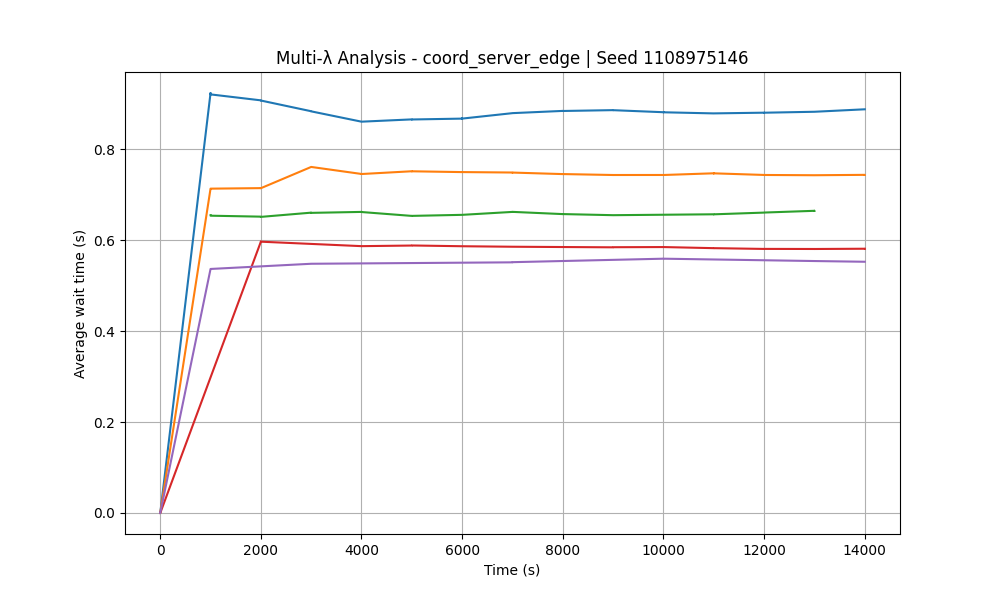 Multi-λ Analysis - coord_server_edge | Seed 1108975146
Average wait time (s)
0.8
0.6
0.4
0.2
0.0
0 2000 4000 6000 8000 10000 12000 14000
Time (s)